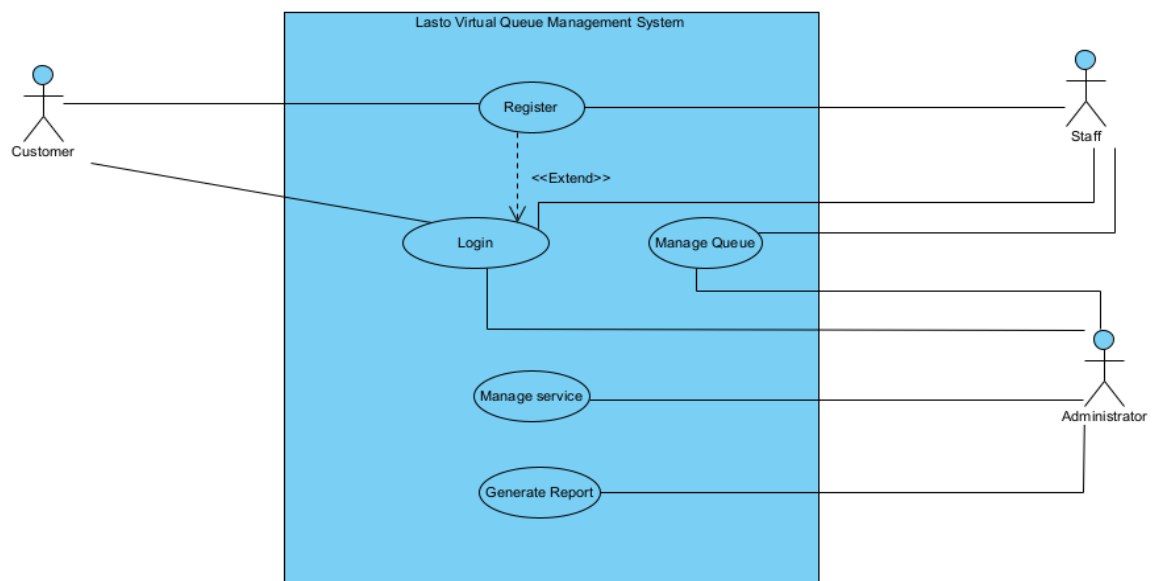 Lasto Virtual Queue Management System
Register
Customer
Staff
<<Extend>>
Login
Manage Queue
Manage service
Administrator
Generate Report